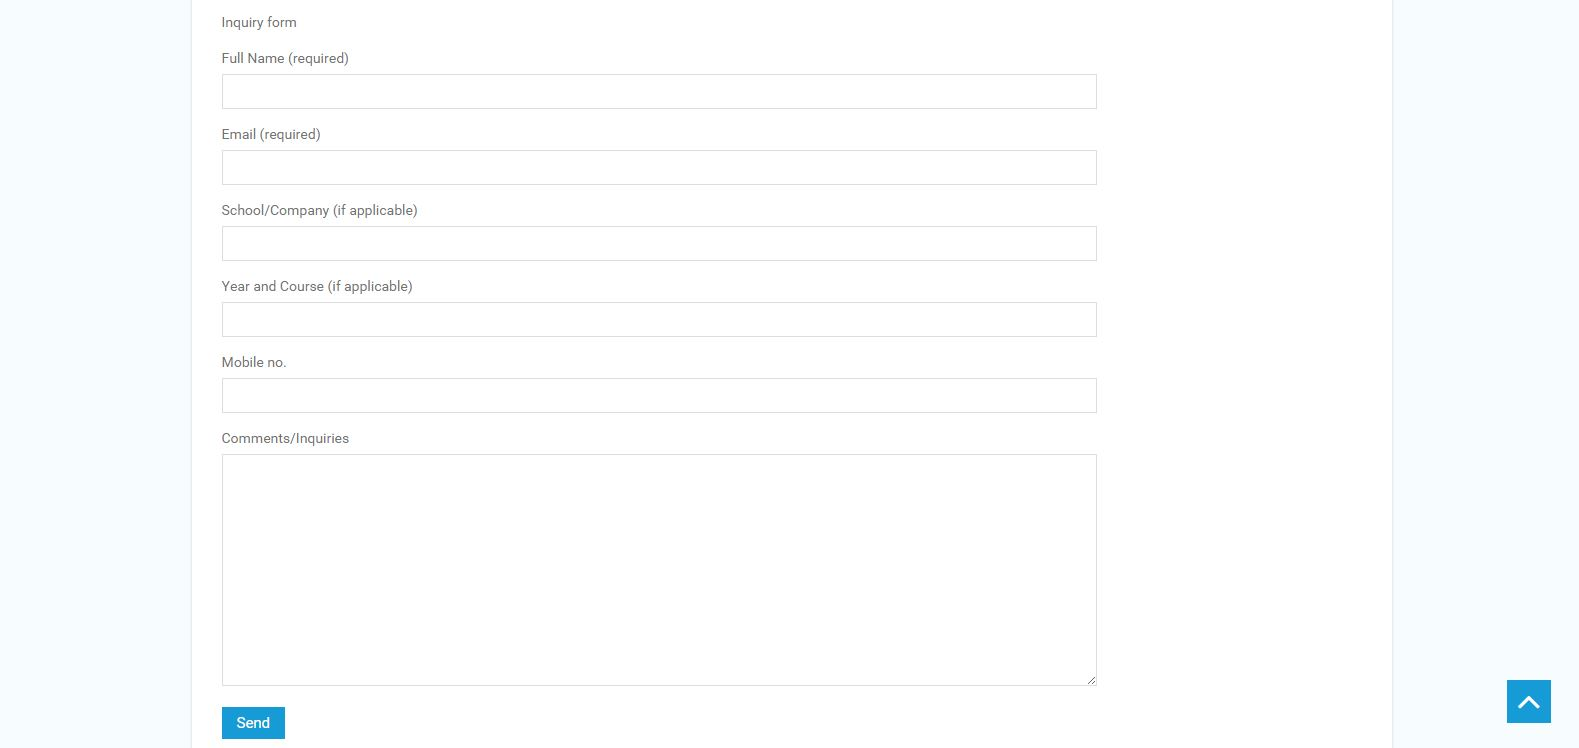 Inquiry form
Full Name (required)
Email (required)
School/Company (if applicable)
Year and Course (if applicable)
Mobile no.
Comments/Inquiries
Send